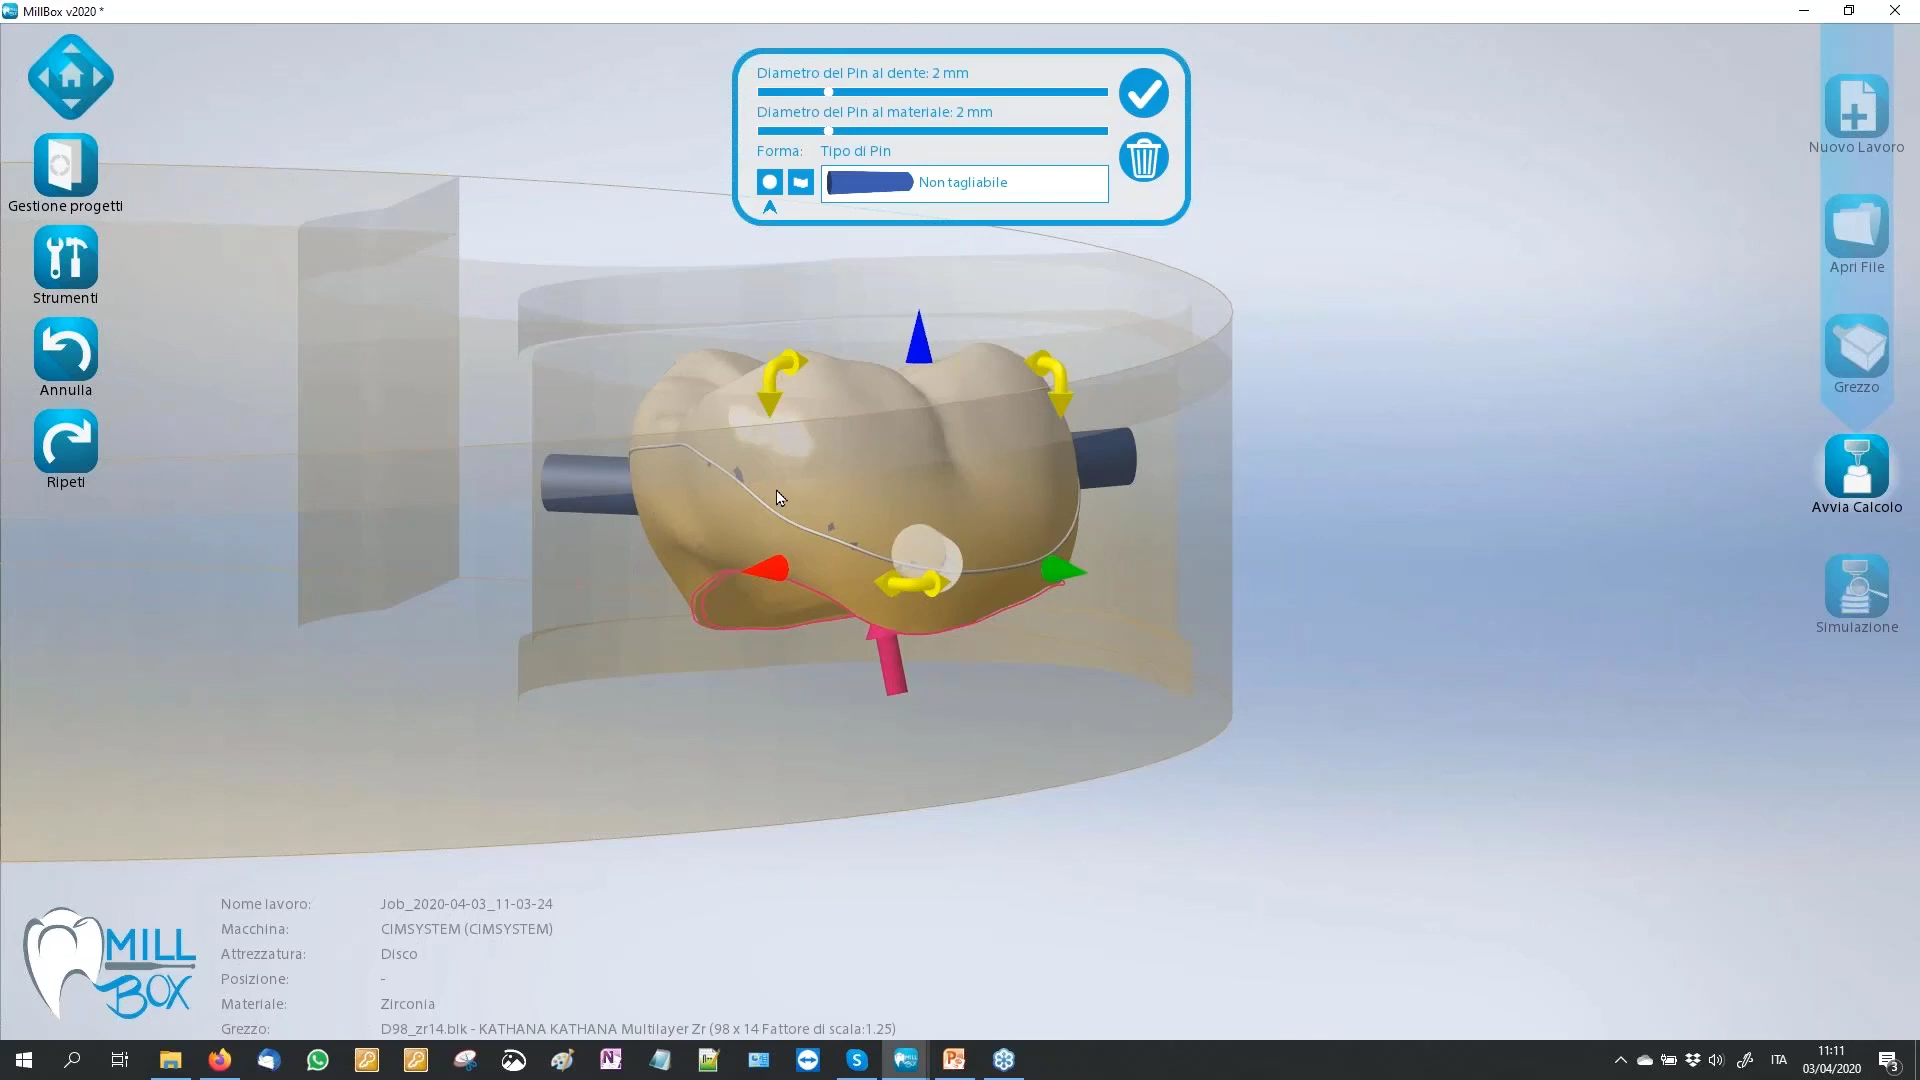 MillBox v2020 *
Diametro del Pin al dente: 2 mm
Diametro del Pin al materiale: 2 mm
Forma: Tipo di Pin
Non tagliabile
Gestione progetti
Strumenti
Annulla
Ripeti
Nuovo Lavoro
Apri File
Grezzo
Avvia Calcolo
Simulazione
MILL
BOX
Nome lavoro: Job_2020-04-03_11-03-24
Macchina: CIMSYSTEM (CIMSYSTEM)
Attrezzatura: Disco
Posizione: -
Materiale: Zirconia
Grezzo: D98_zr14.blk - KATHANA KATHANA Multilayer Zr (98 x 14 Fattore di scala:1.25)
ITA
11:11
03/04/2020
3